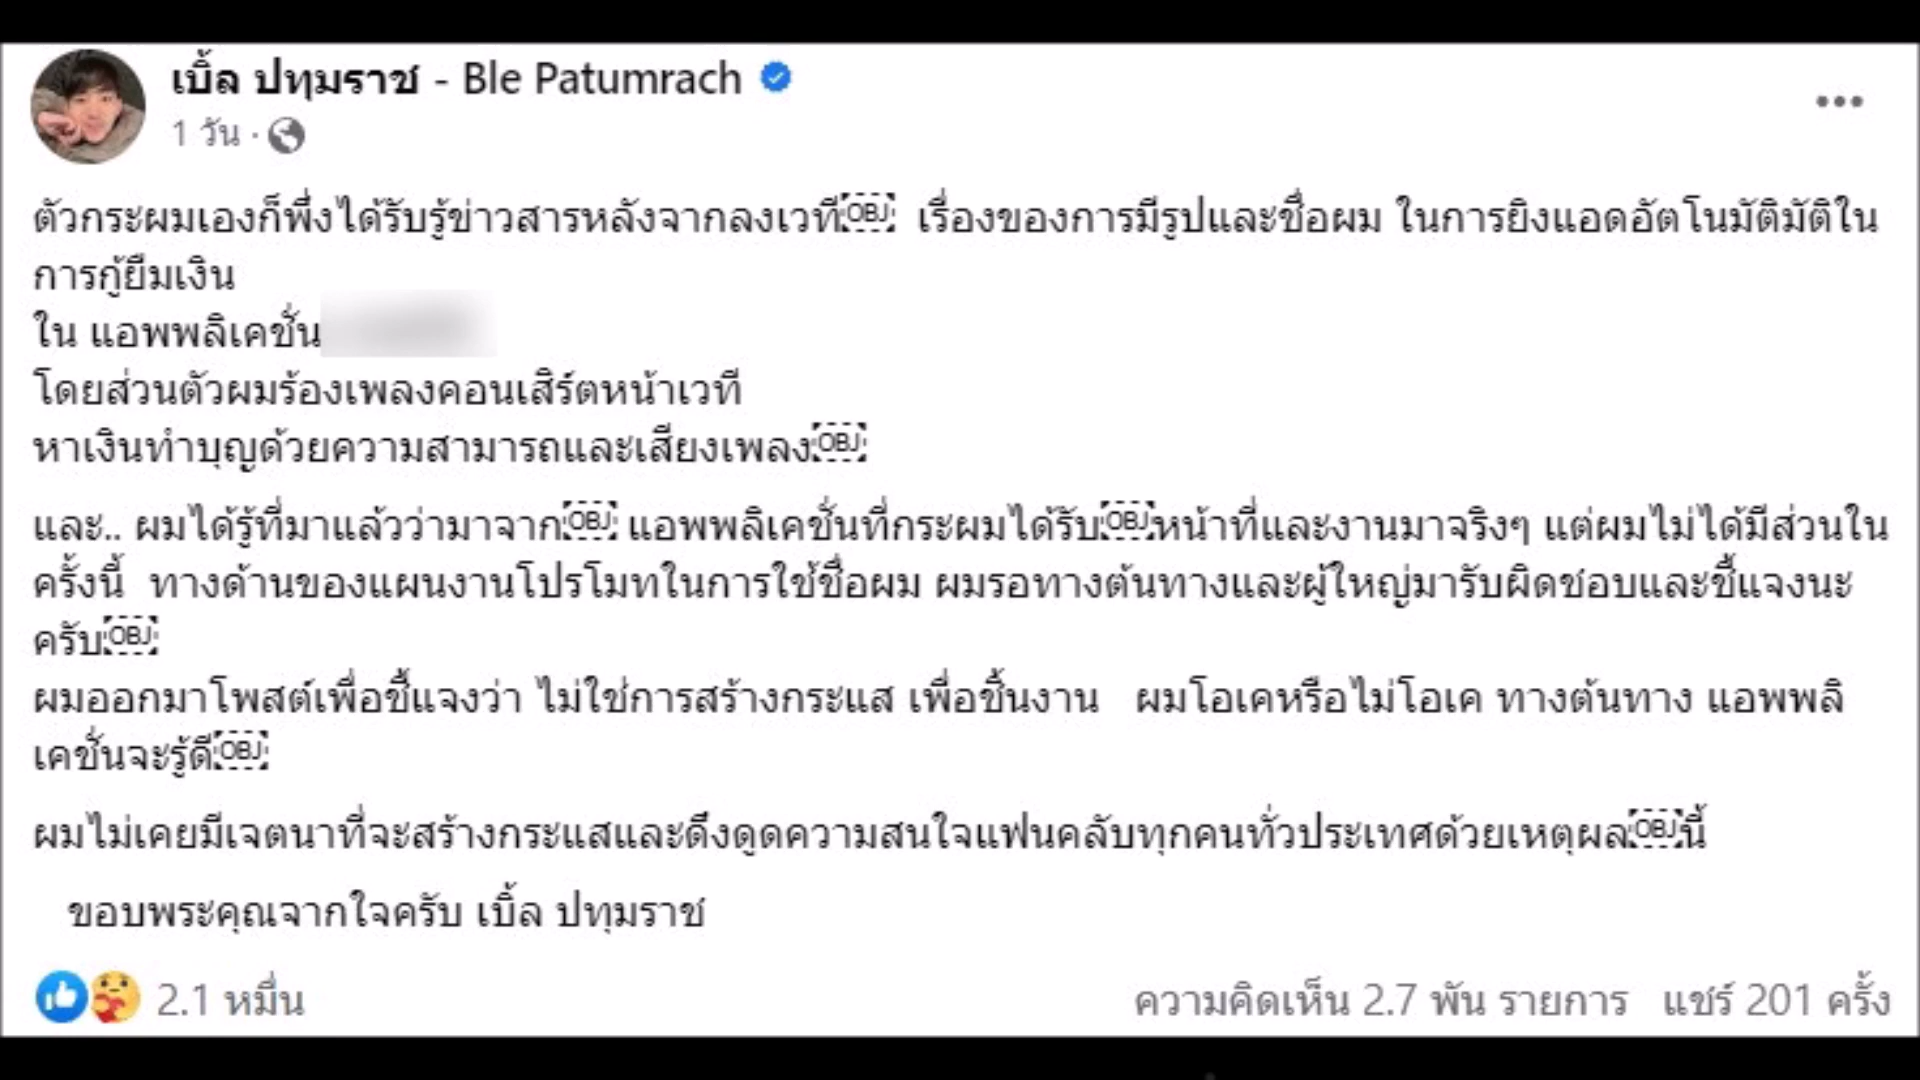 เบิ้ล ปทุมราช - Ble Patumrach
1 วัน ·
ตัวกระผมเองก็พึ่งได้รับรู้ข่าวสารหลังจากลงเวที￼ เรื่องของการมีรูปและชื่อผม ในการยิงแอดอัตโนมัติมัติใน
การกู้ยืมเงิน
ใน แอพพลิเคชั่น
โดยส่วนตัวผมร้องเพลงคอนเสิร์ตหน้าเวที
หาเงินทำบุญด้วยความสามารถและเสียงเพลง￼
และ.. ผมได้รู้ที่มาแล้วว่ามาจาก￼ แอพพลิเคชั่นที่กระผมได้รับ￼หน้าที่และงานมาจริงๆ แต่ผมไม่ได้มีส่วนใน
ครั้งนี้ ทางด้านของแผนงานโปรโมทในการใช้ชื่อผม ผมรอทางต้นทางและผู้ใหญ่มารับผิดชอบและชี้แจงนะ
ครับ￼
ผมออกมาโพสต์เพื่อชี้แจงว่า ไม่ใช่การสร้างกระแส เพื่อชิ้นงาน ผมโอเคหรือไม่โอเค ทางต้นทาง แอพพลิ
เคชั่นจะรู้ดี￼
ผมไม่เคยมีเจตนาที่จะสร้างกระแสและดึงดูดความสนใจแฟนคลับทุกคนทั่วประเทศด้วยเหตุผล￼นี้
ขอบพระคุณจากใจครับ เบิ้ล ปทุมราช
2.1 หมื่น ความคิดเห็น 2.7 พัน รายการ แชร์ 201 ครั้ง